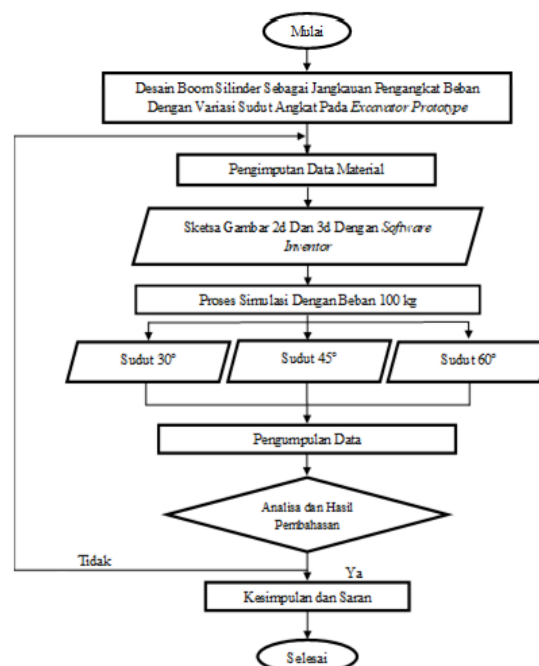 Mulai
Desain Boom Silinder Sebagai Jangkauan Pengangkat Beban
Dengan Variasi Sudut Angkat Pada Excavator Prototype
Pengimputan Data Material
Sketsa Gambar 2d Dan 3d Dengan Software
Inventor
Proses Simulasi Dengan Beban 100 kg
Sudut 30°
Sudut 45°
Sudut 60°
Pengumpulan Data
Analisa dan Hasil
Pembahasan
Tidak
Ya
Kesimpulan dan Saran
Selesai